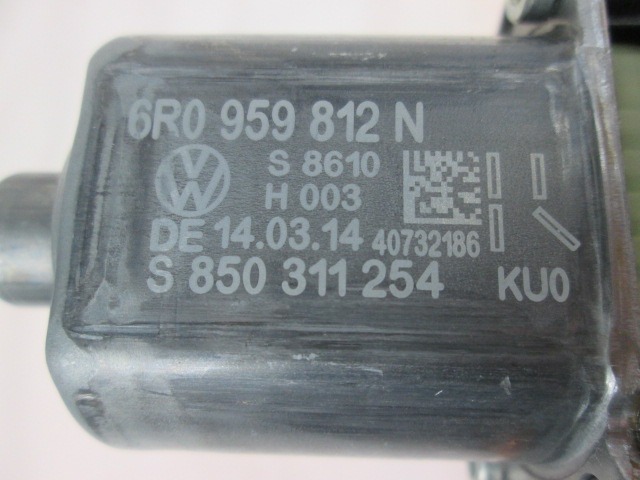 6R0 959 812 N
S 8610
H 003
DE 14.03.14 40732186
S 850 311 254 KU0